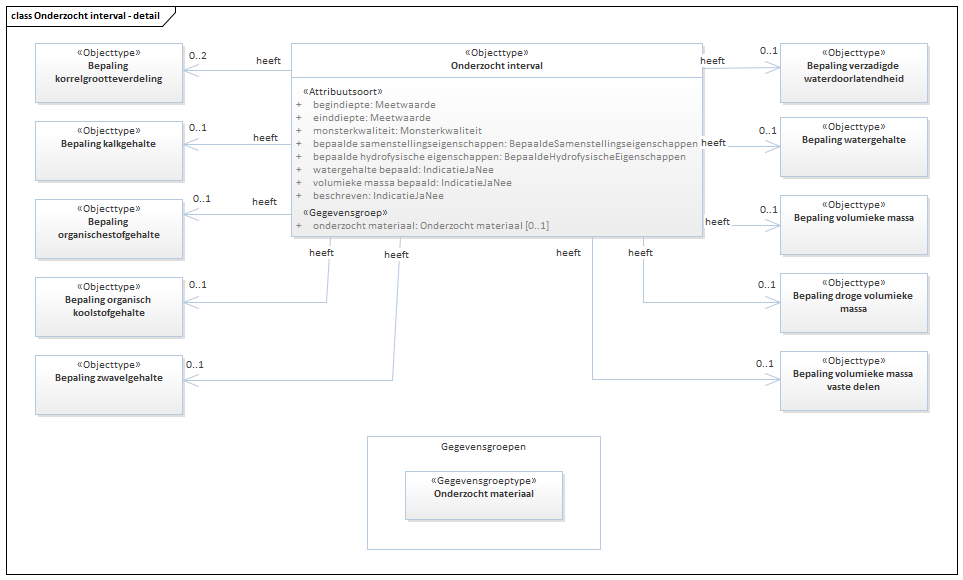 class Onderzocht interval - detail
«Objecttype»
Bepaling
korrelgrootteverdeling
0..2
heeft
«Objecttype»
Bepaling kalkgehalte
0..1
heeft
«Objecttype»
Bepaling
organischestofgehalte
0..1
heeft
«Objecttype»
Bepaling organisch
koolstofgehalte
0..1
heeft
«Objecttype»
Bepaling zwavelgehalte
0..1
heeft
«Objecttype»
Onderzocht interval
«Attribuutsoort»
+ begindiepte: Meetwaarde
+ einddiepte: Meetwaarde
+ monsterkwaliteit: Monsterkwaliteit
+ bepaalde samenstellingseigenschappen: BepaaldeSamenstellingseigenschappen
+ bepaalde hydrofysische eigenschappen: BepaaldeHydrofysischeEigenschappen
+ watergehalte bepaald: IndicatieJaNee
+ volumieke massa bepaald: IndicatieJaNee
+ beschreven: IndicatieJaNee
«Gegevensgroep»
+ onderzocht materiaal: Onderzocht materiaal [0..1]
heeft
0..1
«Objecttype»
Bepaling verzadigde
waterdoorlatendheid
heeft
0..1
«Objecttype»
Bepaling watergehalte
heeft
0..1
«Objecttype»
Bepaling volumieke massa
heeft
0..1
«Objecttype»
Bepaling droge volumieke
massa
heeft
0..1
«Objecttype»
Bepaling volumieke massa
vaste delen
Gegevensgroepen
«Gegevensgroeptype»
Onderzocht materiaal